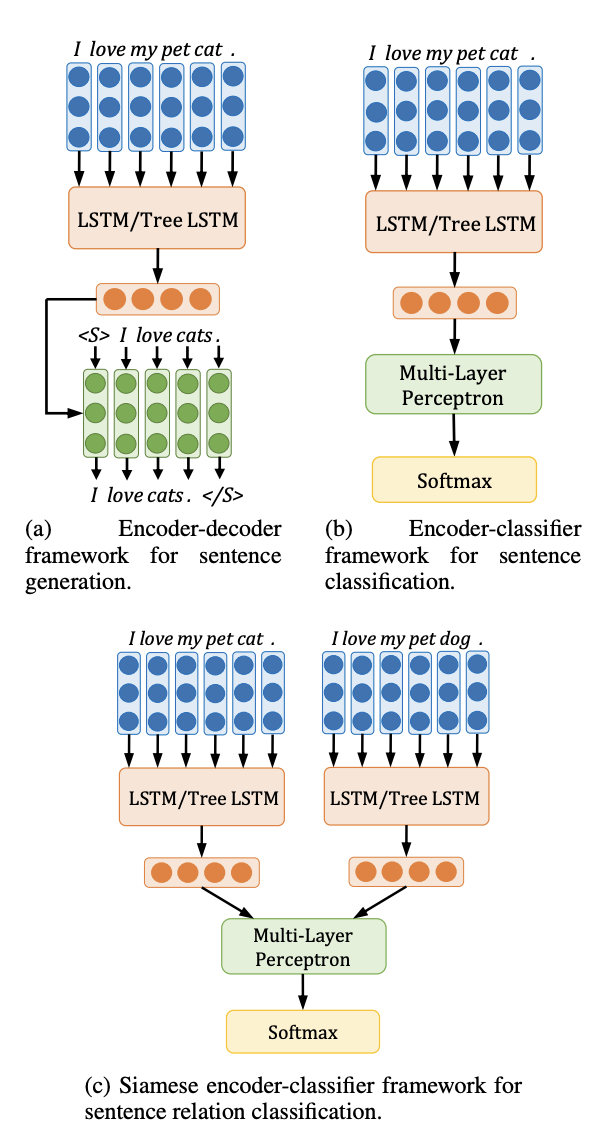 I love my pet cat .
LSTM/Tree LSTM
<S> I love cats .
I love cats . </S>
(a) Encoder-decoder
framework for sentence
generation.
I love my pet cat .
LSTM/Tree LSTM
Multi-Layer
Perceptron
Softmax
(b) Encoder-classifier
framework for sentence
classification.
I love my pet cat .
LSTM/Tree LSTM
I love my pet dog .
LSTM/Tree LSTM
Multi-Layer
Perceptron
Softmax
(c) Siamese encoder-classifier framework for
sentence relation classification.